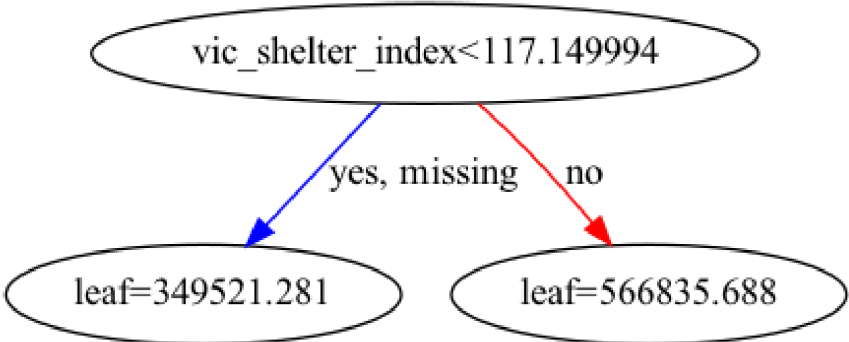 vic_shelter_index<117.149994
yes, missing
no
leaf=349521.281
leaf=566835.688